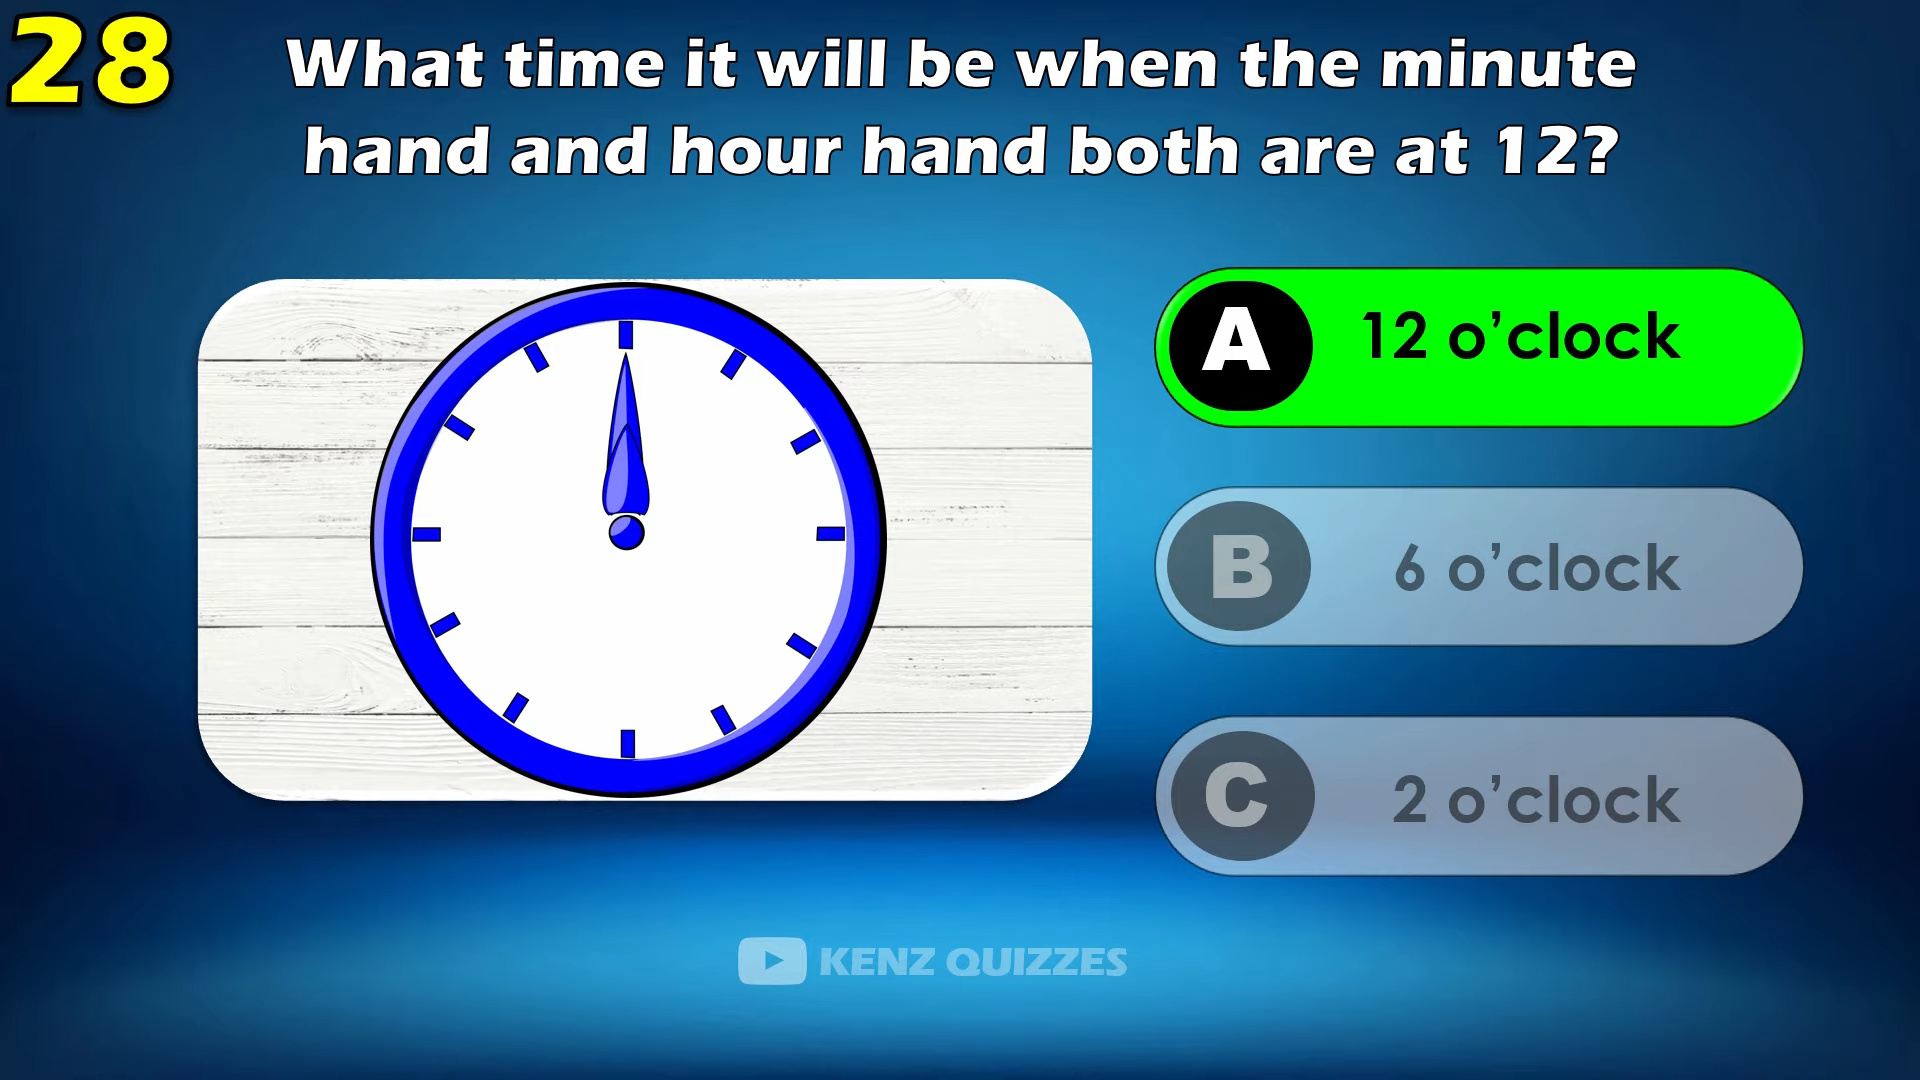 28
What time it will be when the minute
hand and hour hand both are at 12?
A 12 o’clock
B 6 o’clock
C 2 o’clock
KENZ QUIZZES